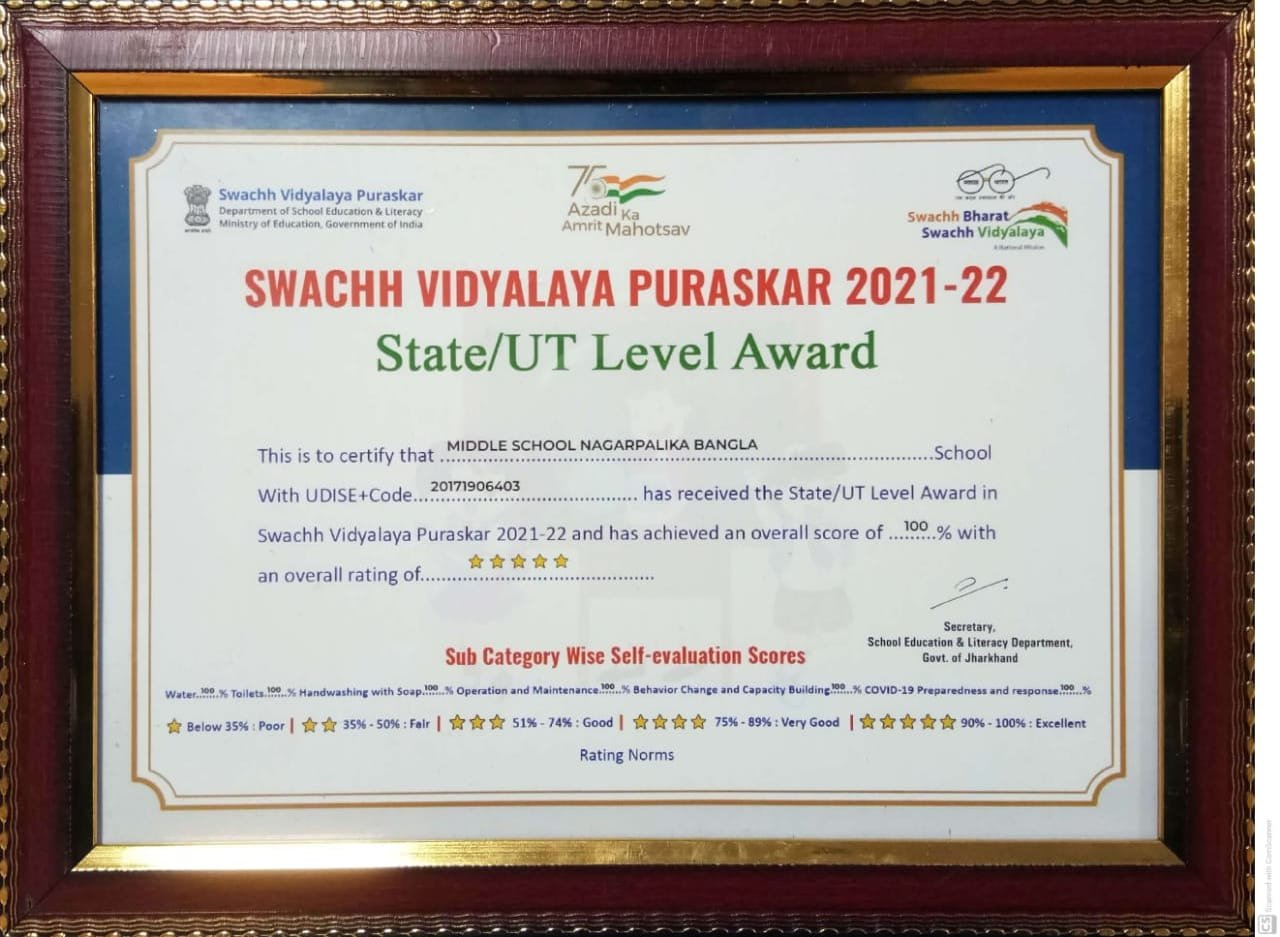 Swachh Vidyalaya Puraskar
Department of School Education & Literacy
Ministry of Education, Government of India
75
Azadi Ka
Amrit Mahotsav
Swachh Bharat
Swachh Vidyalaya
A National Mission
SWACHH VIDYALAYA PURASKAR 2021-22
State/UT Level Award
This is to certify that MIDDLE SCHOOL NAGARPALIKA BANGLA School
With UDISE+Code...20171906403 has received the State/UT Level Award in
Swachh Vidyalaya Puraskar 2021-22 and has achieved an overall score of ..100..% with
an overall rating of
Secretary,
School Education & Literacy Department,
Govt. of Jharkhand
Sub Category Wise Self-evaluation Scores
Water..100..% Toilets..100..% Handwashing with Soap..100..% Operation and Maintenance..100..% Behavior Change and Capacity Building..100..% COVID-19 Preparedness and response..100..%
Below 35% : Poor | 35% - 50% : Fair | 51% - 74% : Good | 75% - 89% : Very Good | 90% - 100% : Excellent
Rating Norms
CS Scanned with CamScanner